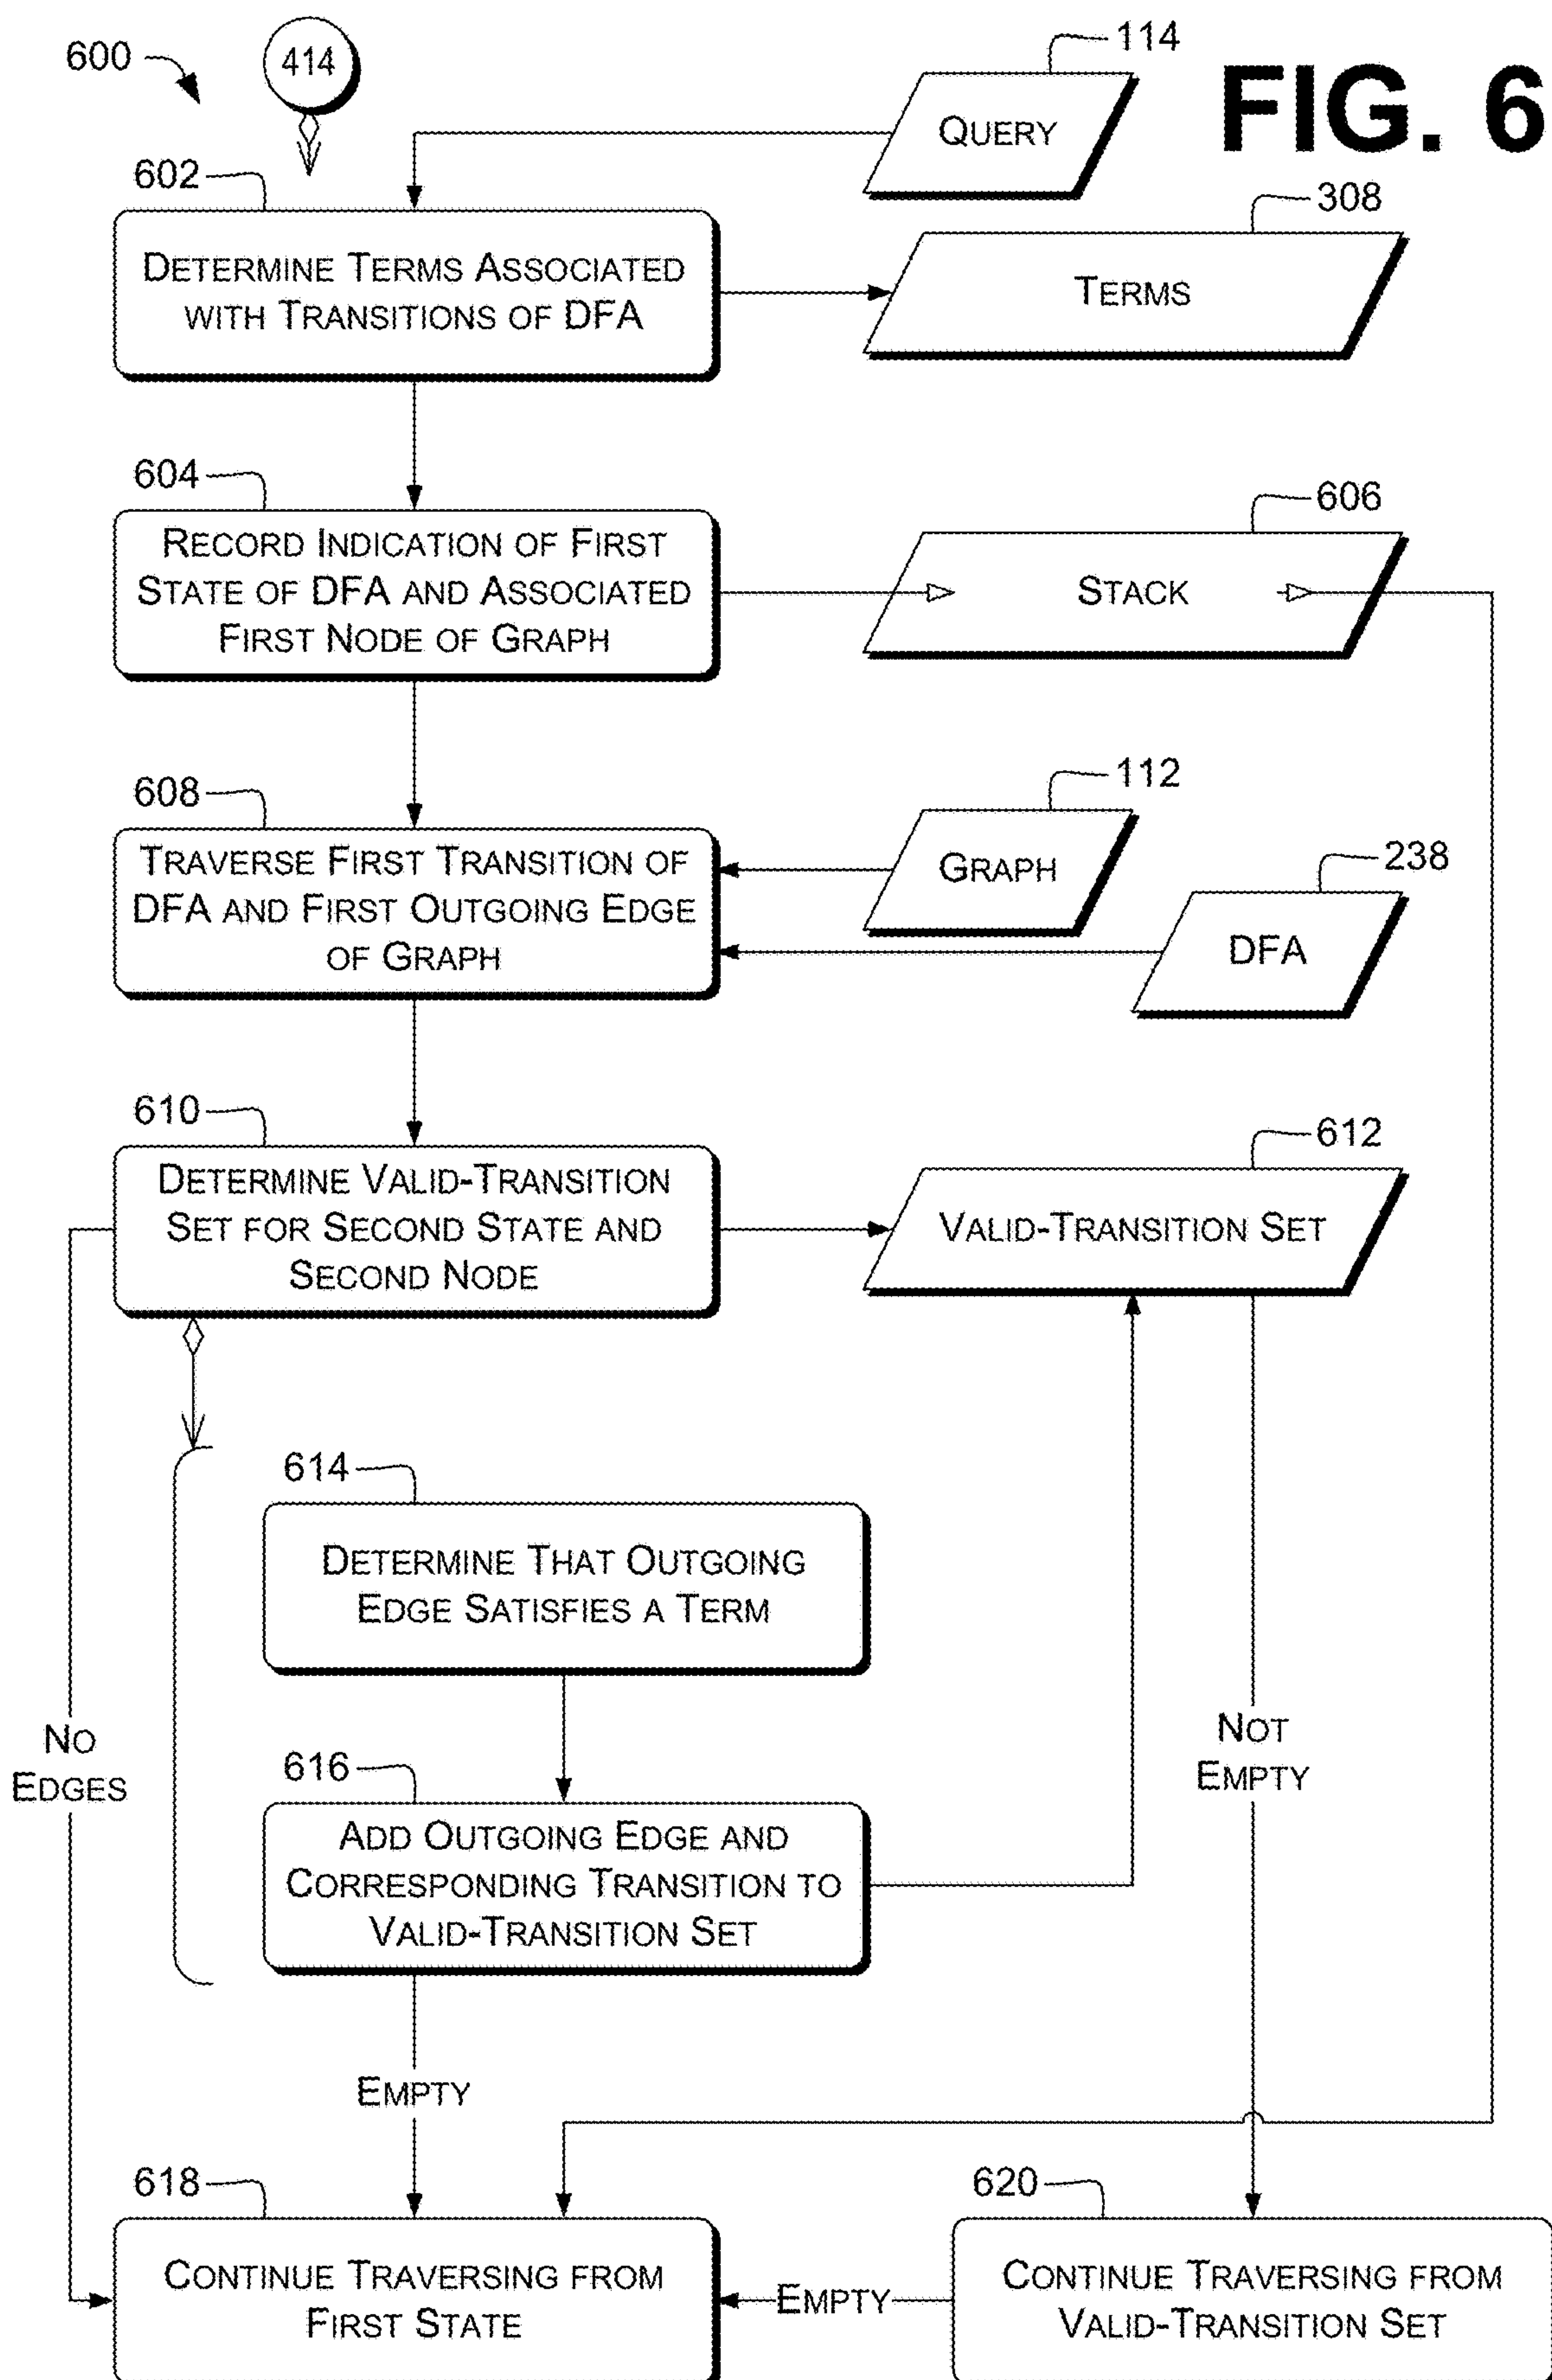 600
414
114
FIG. 6
QUERY
602
308
DETERMINE TERMS ASSOCIATED
WITH TRANSITIONS OF DFA
TERMS
604
606
RECORD INDICATION OF FIRST
STATE OF DFA AND ASSOCIATED
FIRST NODE OF GRAPH
STACK
608
112
TRAVERSE FIRST TRANSITION OF
DFA AND FIRST OUTGOING EDGE
OF GRAPH
GRAPH
238
DFA
610
612
DETERMINE VALID-TRANSITION
SET FOR SECOND STATE AND
SECOND NODE
VALID-TRANSITION SET
614
DETERMINE THAT OUTGOING
EDGE SATISFIES A TERM
NO
EDGES
NOT
EMPTY
616
ADD OUTGOING EDGE AND
CORRESPONDING TRANSITION TO
VALID-TRANSITION SET
EMPTY
618
620
CONTINUE TRAVERSING FROM
FIRST STATE
EMPTY
CONTINUE TRAVERSING FROM
VALID-TRANSITION SET